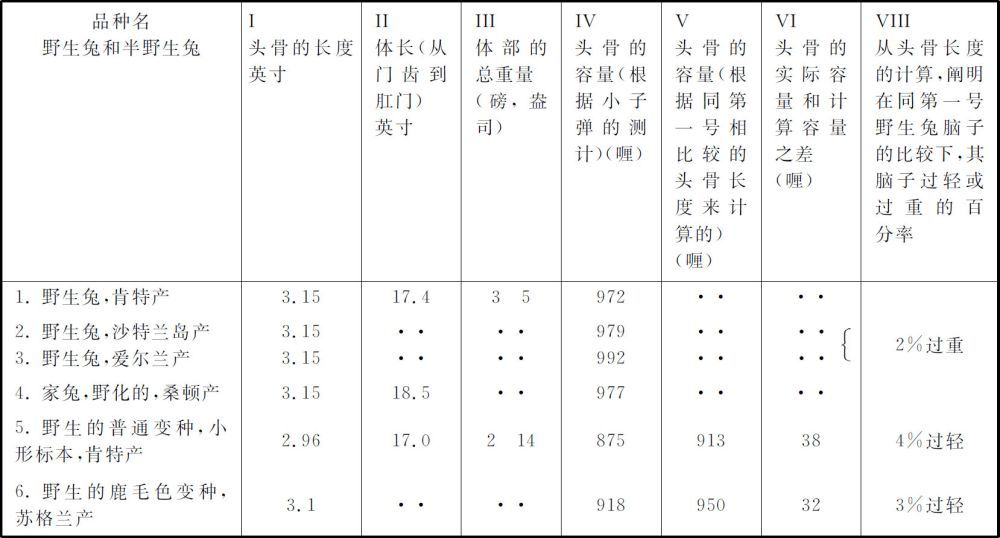 品种名
野生兔和半野生兔
I
头骨的长度
英寸
II
体长(从
门齿到
肛门)
英寸
III
体部的
总重量
(磅,盎
司)
IV
头骨的
容量(根
据小子
弹的测
计)(喱)
V
头骨的
容量(根
据同第
一号相
比较的
头骨长
度来计
算的)
(喱)
VI
头骨的
实际容
量和计
算容量
之差
(喱)
VIII
从头骨长度
的计算,阐明
在同第一号
野生兔脑子
的比较下,其
脑子过轻或
过重的百
分率
1. 野生兔,肯特产 3.15 17.4 3 5 972 ·· ··
2. 野生兔,沙特兰岛产 3.15 ·· ·· 979 ·· ··
2%过重
3. 野生兔,爱尔兰产 3.15 ·· ·· 992 ·· ··
4. 家兔,野化的,桑顿产 3.15 18.5 ·· 977 ·· ··
5. 野生的普通变种,小
形标本,肯特产 2.96 17.0 2 14 875 913 38 4%过轻
6. 野生的鹿毛色变种,
苏格兰产 3.1 ·· ·· 918 950 32 3%过轻